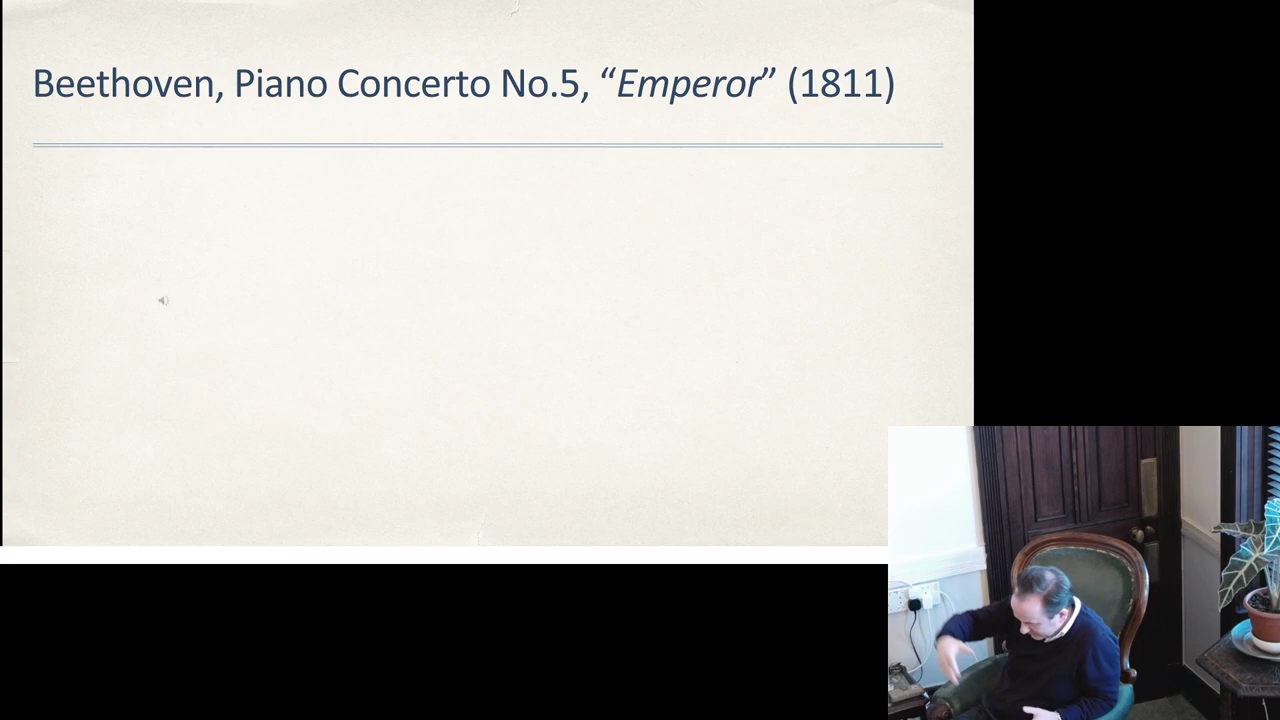 Beethoven, Piano Concerto No.5, “Emperor” (1811)